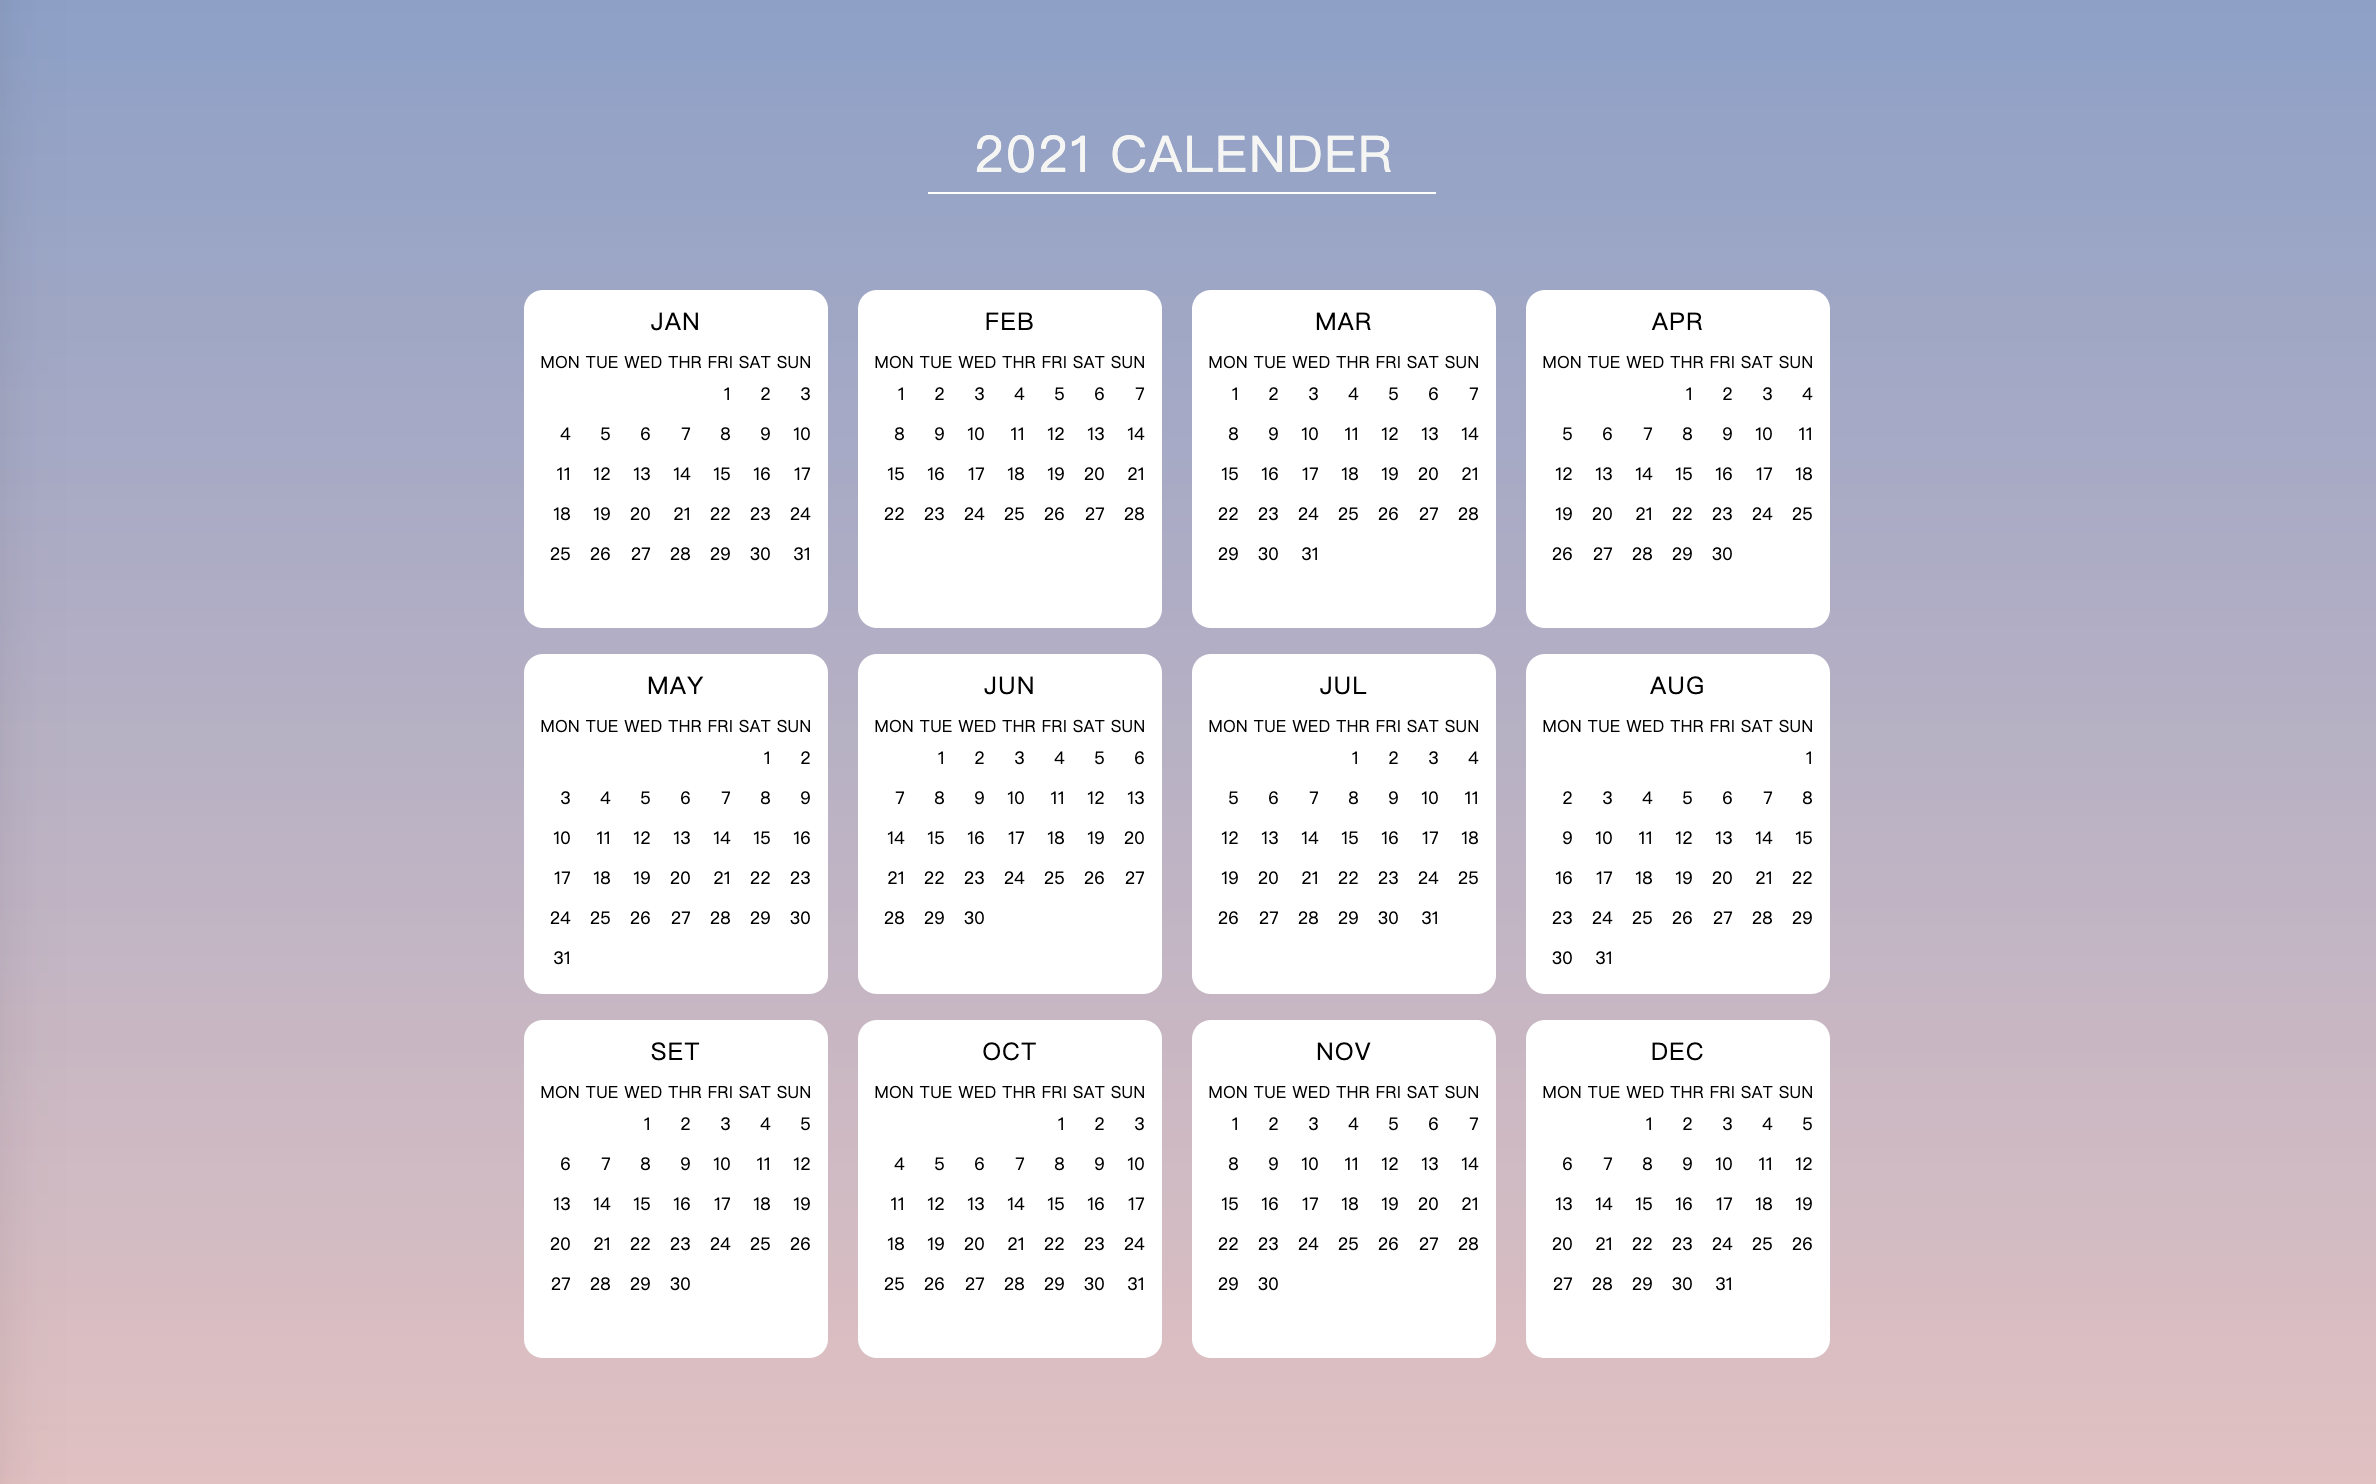 2021 CALENDER
JAN
MON TUE WED THR FRI SAT SUN
1 2 3
4 5 6 7 8 9 10
11 12 13 14 15 16 17
18 19 20 21 22 23 24
25 26 27 28 29 30 31
FEB
MON TUE WED THR FRI SAT SUN
1 2 3 4 5 6 7
8 9 10 11 12 13 14
15 16 17 18 19 20 21
22 23 24 25 26 27 28
MAR
MON TUE WED THR FRI SAT SUN
1 2 3 4 5 6 7
8 9 10 11 12 13 14
15 16 17 18 19 20 21
22 23 24 25 26 27 28
29 30 31
APR
MON TUE WED THR FRI SAT SUN
1 2 3 4
5 6 7 8 9 10 11
12 13 14 15 16 17 18
19 20 21 22 23 24 25
26 27 28 29 30
MAY
MON TUE WED THR FRI SAT SUN
1 2
3 4 5 6 7 8 9
10 11 12 13 14 15 16
17 18 19 20 21 22 23
24 25 26 27 28 29 30
31
JUN
MON TUE WED THR FRI SAT SUN
1 2 3 4 5 6
7 8 9 10 11 12 13
14 15 16 17 18 19 20
21 22 23 24 25 26 27
28 29 30
JUL
MON TUE WED THR FRI SAT SUN
1 2 3 4
5 6 7 8 9 10 11
12 13 14 15 16 17 18
19 20 21 22 23 24 25
26 27 28 29 30 31
AUG
MON TUE WED THR FRI SAT SUN
1
2 3 4 5 6 7 8
9 10 11 12 13 14 15
16 17 18 19 20 21 22
23 24 25 26 27 28 29
30 31
SET
MON TUE WED THR FRI SAT SUN
1 2 3 4 5
6 7 8 9 10 11 12
13 14 15 16 17 18 19
20 21 22 23 24 25 26
27 28 29 30
OCT
MON TUE WED THR FRI SAT SUN
1 2 3
4 5 6 7 8 9 10
11 12 13 14 15 16 17
18 19 20 21 22 23 24
25 26 27 28 29 30 31
NOV
MON TUE WED THR FRI SAT SUN
1 2 3 4 5 6 7
8 9 10 11 12 13 14
15 16 17 18 19 20 21
22 23 24 25 26 27 28
29 30
DEC
MON TUE WED THR FRI SAT SUN
1 2 3 4 5
6 7 8 9 10 11 12
13 14 15 16 17 18 19
20 21 22 23 24 25 26
27 28 29 30 31